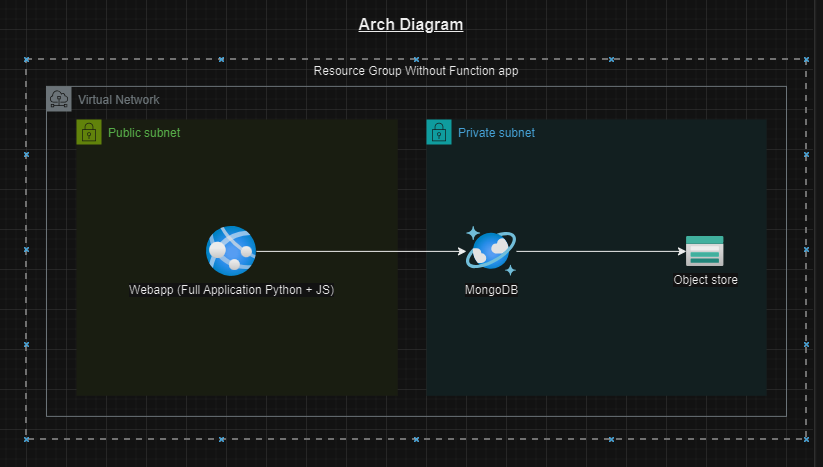 Arch Diagram
Resource Group Without Function app
Virtual Network
Public subnet
Private subnet
Webapp (Full Application Python + JS)
MongoDB
Object store